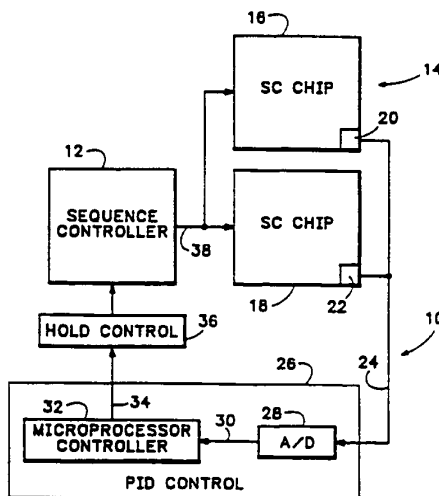 16
SC CHIP
14
20
12
SEQUENCE
CONTROLLER
38
SC CHIP
18
22
10
HOLD CONTROL
36
24
26
32
34
28
MICROPROCESSOR
CONTROLLER
30
A/D
PID CONTROL